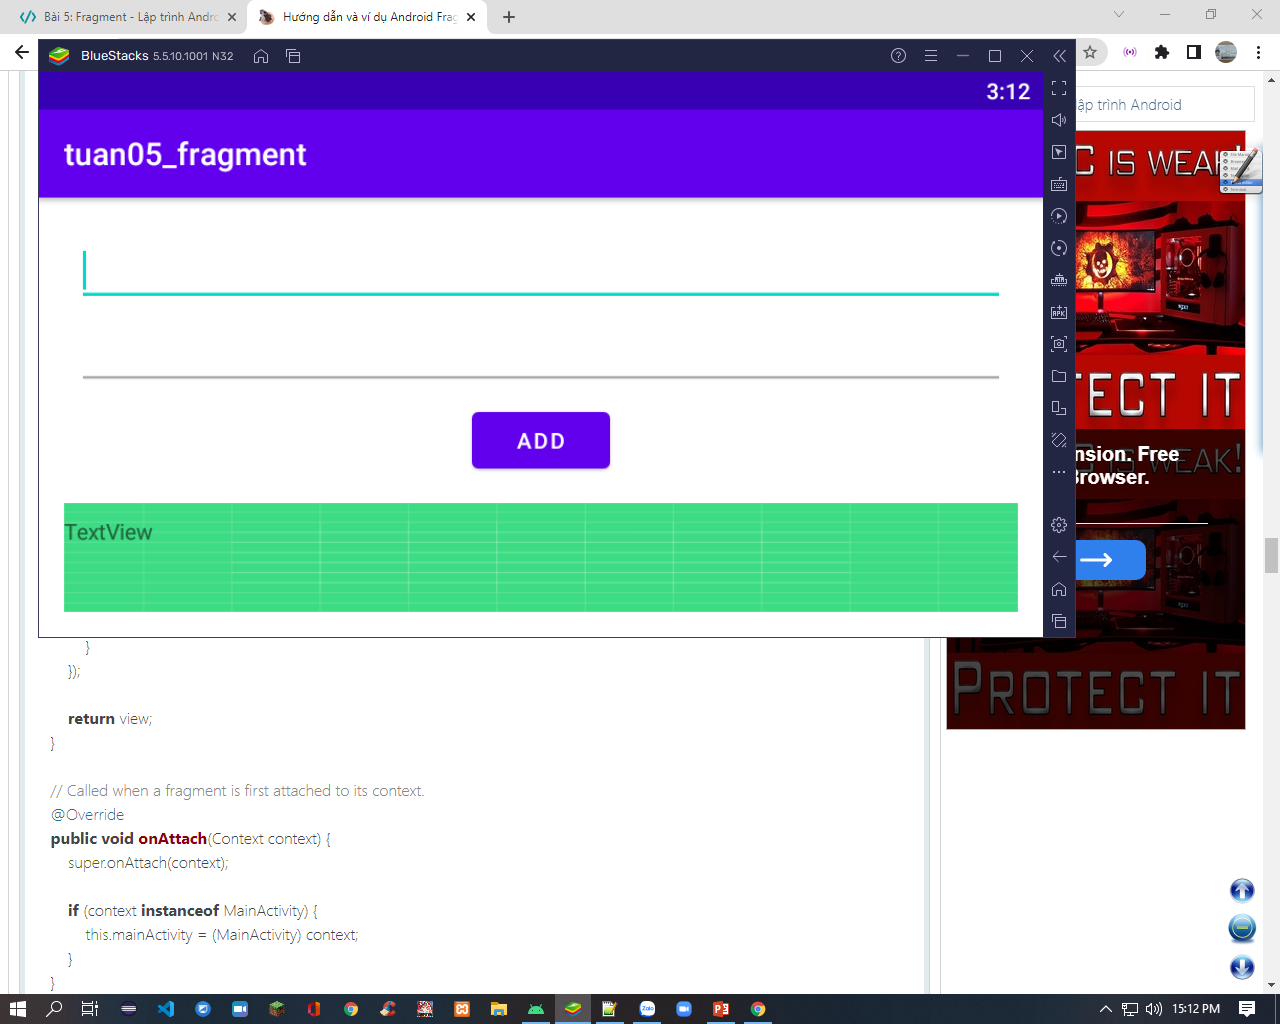 Bài 5: Fragment - Lập trình Andro
Hướng dẫn và ví dụ Android Frag
BlueStacks 5.5.10.1001 N32
3:12
lập trình Android
tuan05_fragment
C IS WEAK!
ADD
TECT IT
nsion. Free
Browser.
C IS WEAK!
TextView
PROTECT IT
}
});
return view;
}
// Called when a fragment is first attached to its context.
@Override
public void onAttach(Context context) {
super.onAttach(context);
if (context instanceof MainActivity) {
this.mainActivity = (MainActivity) context;
}
}
15:12 PM